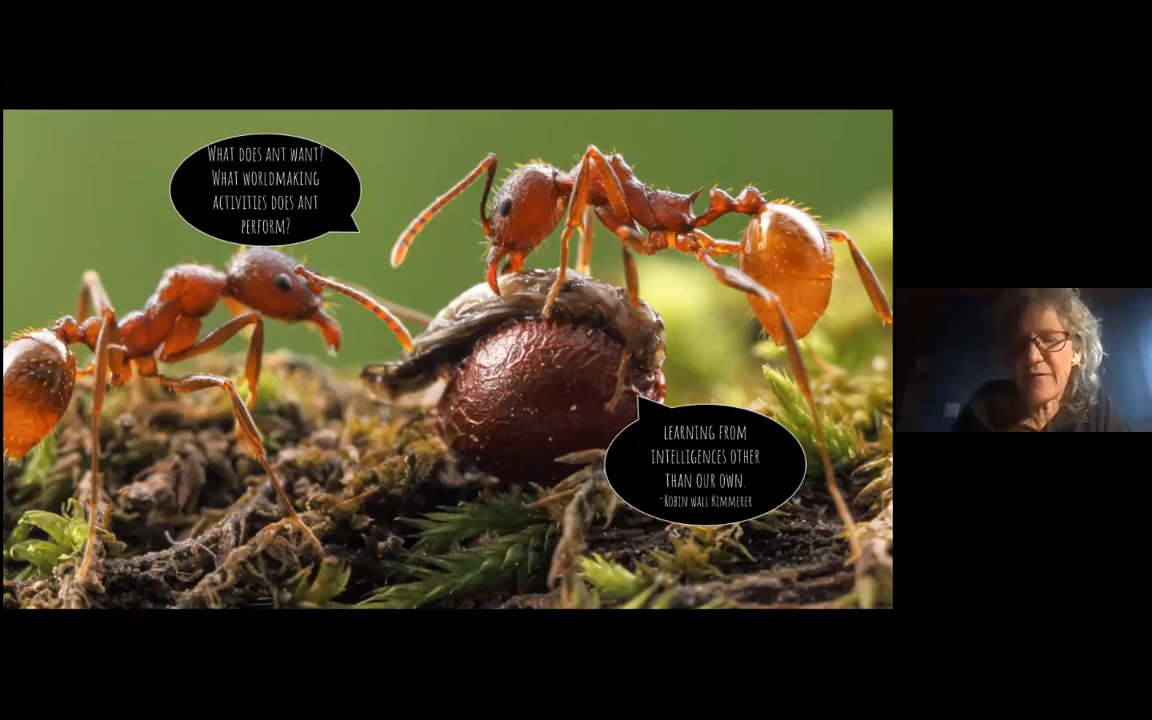 WHAT DOES ANT WANT?
WHAT WORLDMAKING
ACTIVITIES DOES ANT
PERFORM?
LEARNING FROM
INTELLIGENCES OTHER
THAN OUR OWN.
-ROBIN WALL KIMMERER